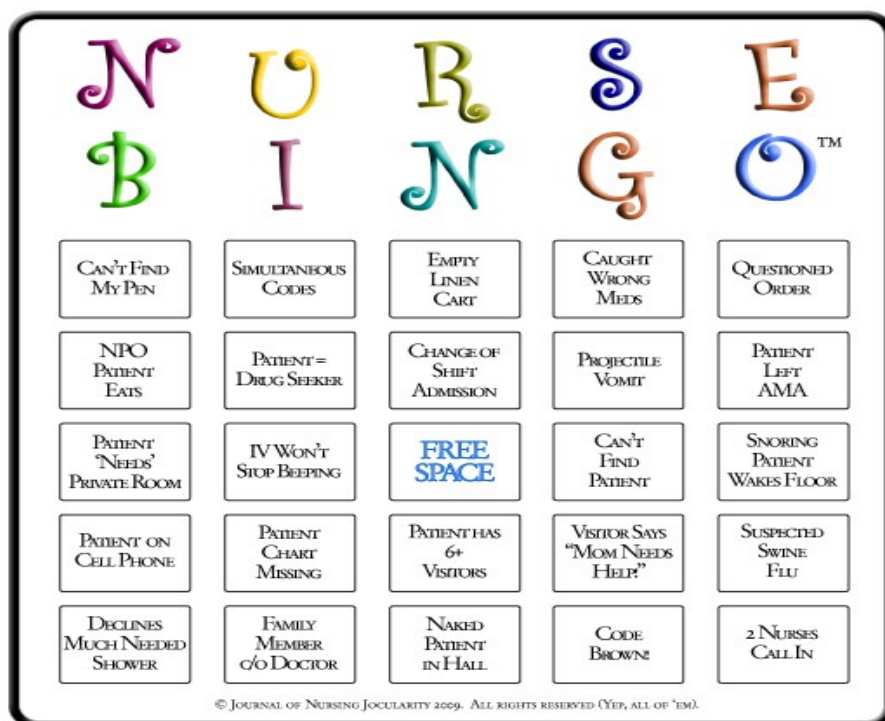 NURSE
BINGO™
CAN'T FIND
MY PEN
SIMULTANEOUS
CODES
EMPTY
LINEN
CART
CAUGHT
WRONG
MEDS
QUESTIONED
ORDER
NPO
PATIENT
EATS
PATIENT =
DRUG SEEKER
CHANGE OF
SHIFT
ADMISSION
PROJECTILE
VOMIT
PATIENT
LEFT
AMA
PATIENT
'NEEDS'
PRIVATE ROOM
IV WON'T
STOP BEEPING
FREE
SPACE
CAN'T
FIND
PATIENT
SNORING
PATIENT
WAKES FLOOR
PATIENT ON
CELL PHONE
PATIENT
CHART
MISSING
PATIENT HAS
6+
VISITORS
VISITOR SAYS
"MOM NEEDS
HELP!"
SUSPECTED
SWINE
FLU
DECLINES
MUCH NEEDED
SHOWER
FAMILY
MEMBER
C/O DOCTOR
NAKED
PATIENT
IN HALL
CODE
BROWN!
2 NURSES
CALL IN
© JOURNAL OF NURSING JOCULARITY 2009. ALL RIGHTS RESERVED (YEP, ALL OF 'EM).